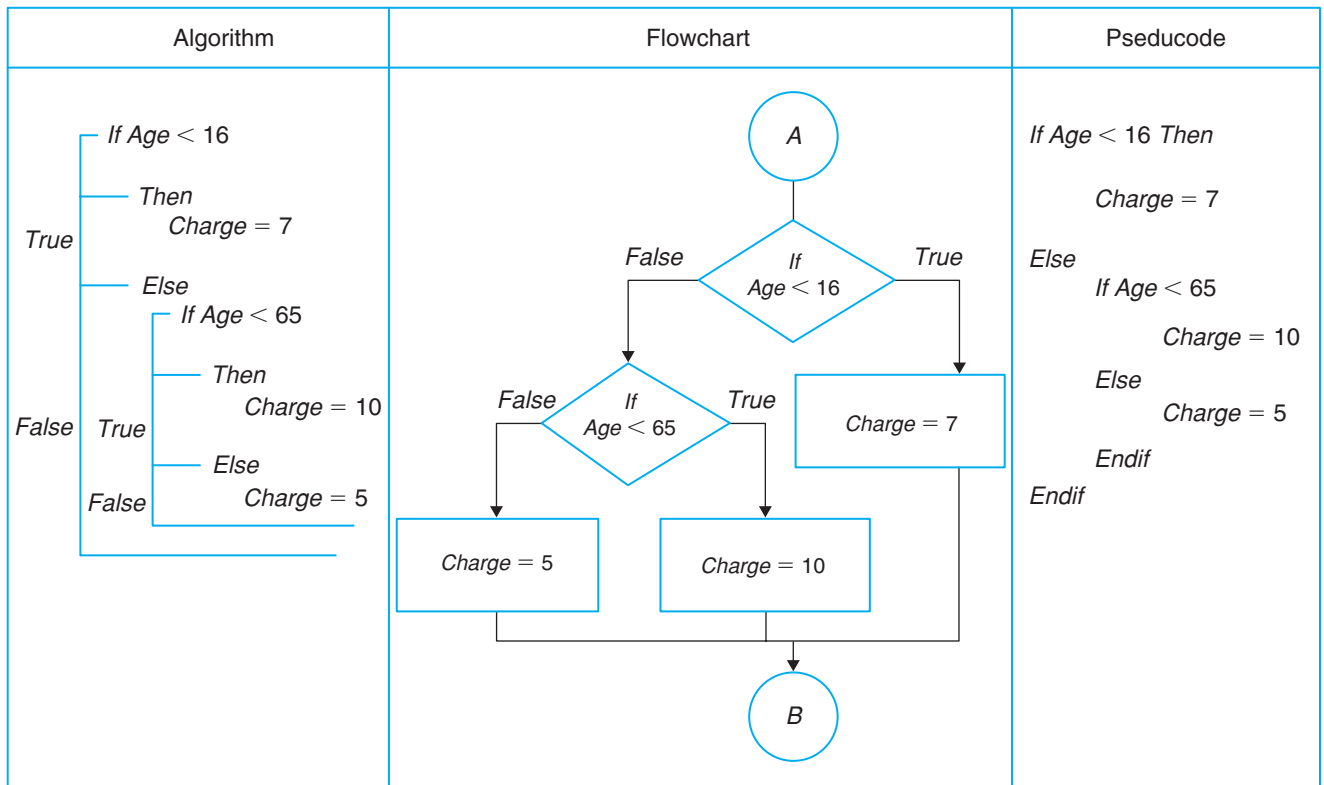 Algorithm
Flowchart
Pseducode
If Age < 16
Then
Charge = 7
True
Else
If Age < 65
Then
Charge = 10
False
True
Else
False
Charge = 5
A
If
Age < 16
False
True
If
Age < 65
False
True
Charge = 7
Charge = 5
Charge = 10
B
If Age < 16 Then
Charge = 7
Else
If Age < 65
Charge = 10
Else
Charge = 5
Endif
Endif